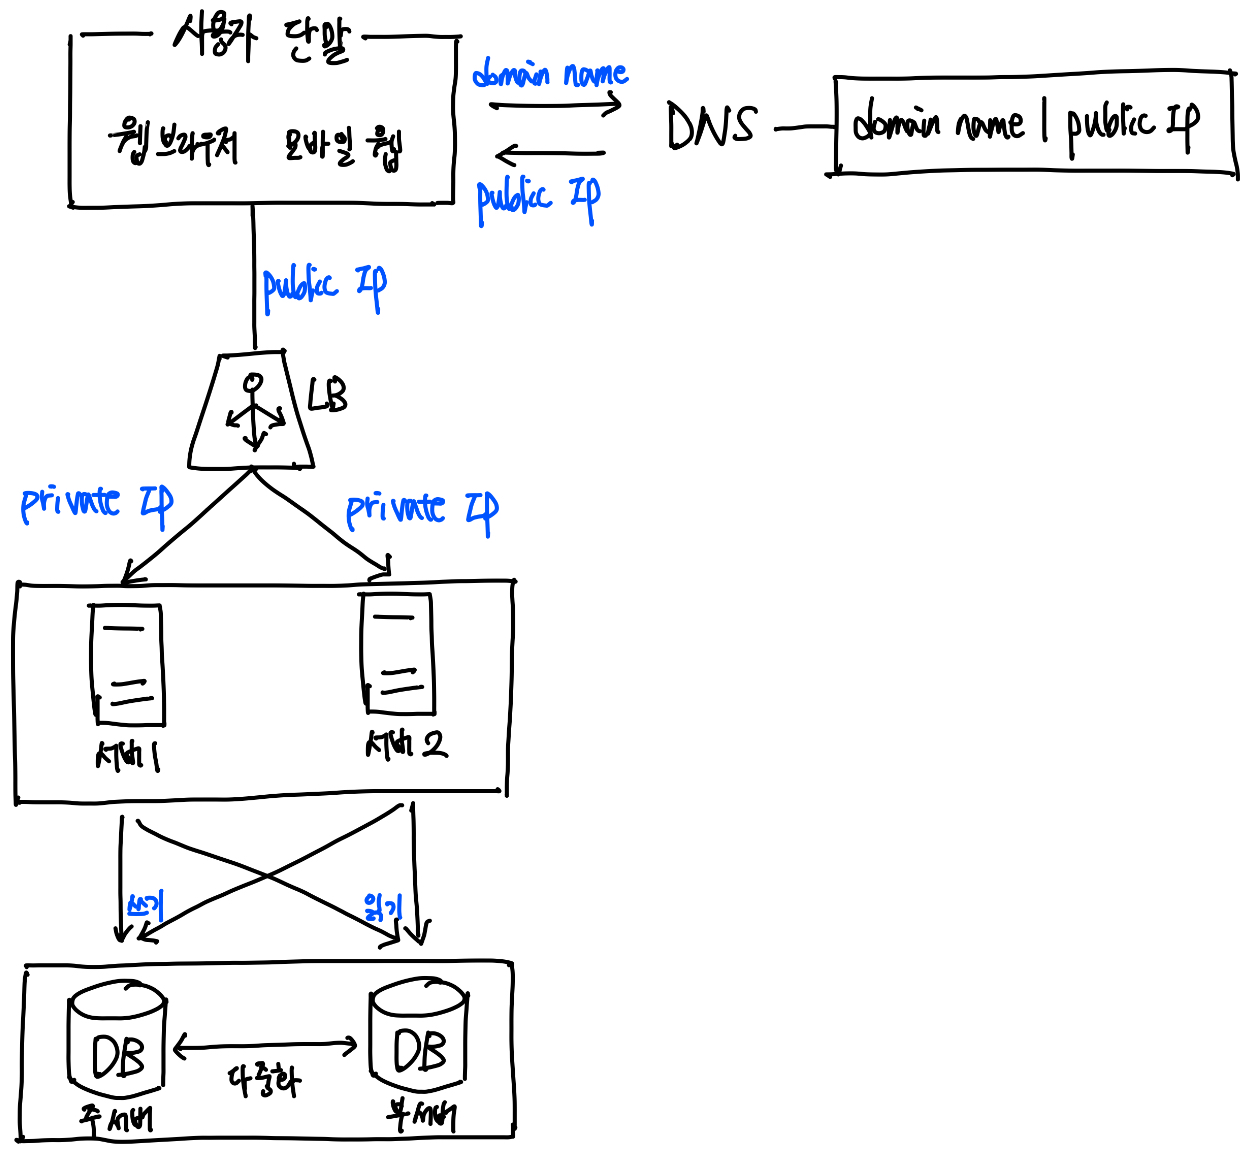 사용자 단말
웹 브라우저 모바일 웹
domain name
public IP
DNS
domain name | public IP
public IP
LB
private IP
private IP
서버 1
서버 2
쓰기
읽기
DB
DB
다중화
주 서버
부 서버